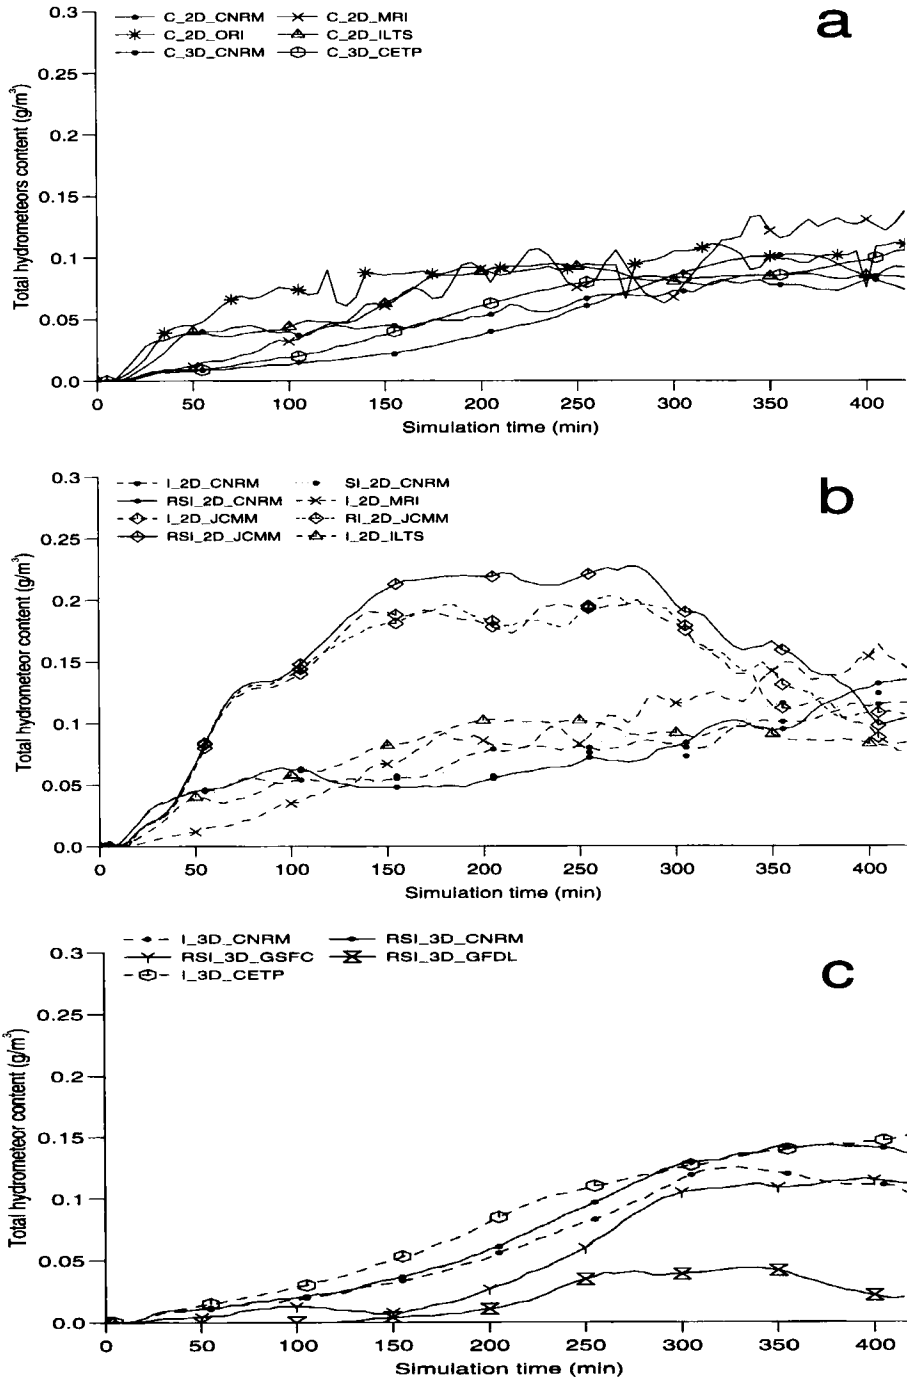 a
C_2D_CNRM C_2D_MRI
C_2D_ORI C_2D_ILTS
C_3D_CNRM C_3D_CETP
Total hydrometeors content (g/m³)
0.3
0.25
0.2
0.15
0.1
0.05
0.0
0 50 100 150 200 250 300 350 400
Simulation time (min)
b
I_2D_CNRM SI_2D_CNRM
RSI_2D_CNRM I_2D_MRI
I_2D_JCMM RI_2D_JCMM
RSI_2D_JCMM I_2D_ILTS
Total hydrometeor content (g/m³)
0.3
0.25
0.2
0.15
0.1
0.05
0.0
0 50 100 150 200 250 300 350 400
Simulation time (min)
c
I_3D_CNRM RSI_3D_CNRM
RSI_3D_GSFC RSI_3D_GFDL
I_3D_CETP
Total hydrometeor content (g/m³)
0.3
0.25
0.2
0.15
0.1
0.05
0.0
0 50 100 150 200 250 300 350 400
Simulation time (min)